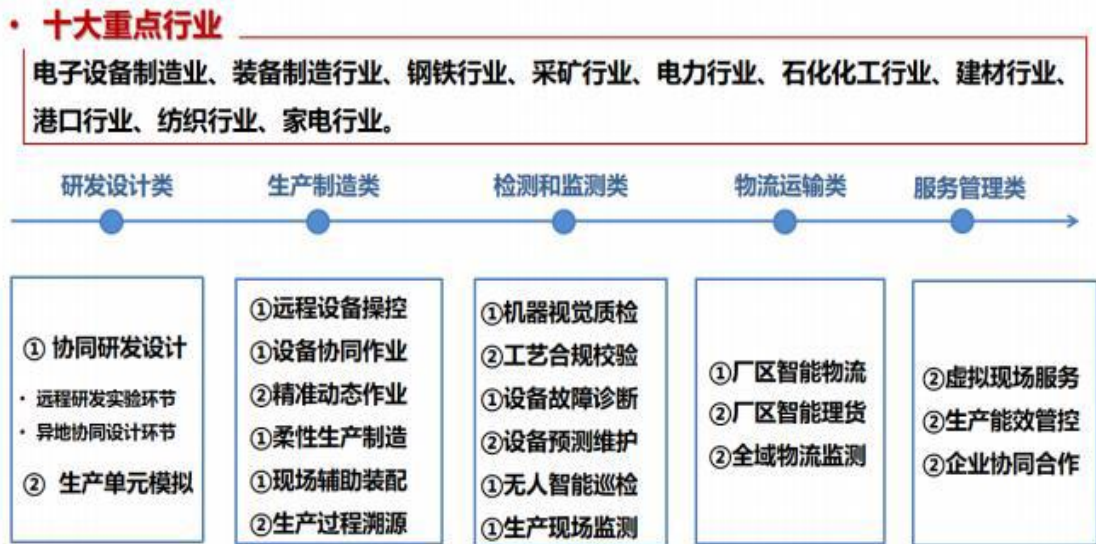 • 十大重点行业
电子设备制造业、装备制造行业、钢铁行业、采矿行业、电力行业、石化化工行业、建材行业、
港口行业、纺织行业、家电行业。
研发设计类
生产制造类
检测和监测类
物流运输类
服务管理类
① 协同研发设计
· 远程研发实验环节
· 异地协同设计环节
② 生产单元模拟
①远程设备操控
①设备协同作业
②精准动态作业
①柔性生产制造
①现场辅助装配
②生产过程溯源
①机器视觉质检
②工艺合规校验
①设备故障诊断
②设备预测维护
①无人智能巡检
①生产现场监测
①厂区智能物流
②厂区智能理货
②全域物流监测
②虚拟现场服务
②生产能效管控
②企业协同合作